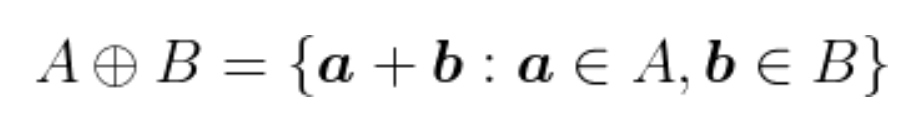 A ⊕ B = {𝒂 + 𝒃 : 𝒂 ∈ A, 𝒃 ∈ B}